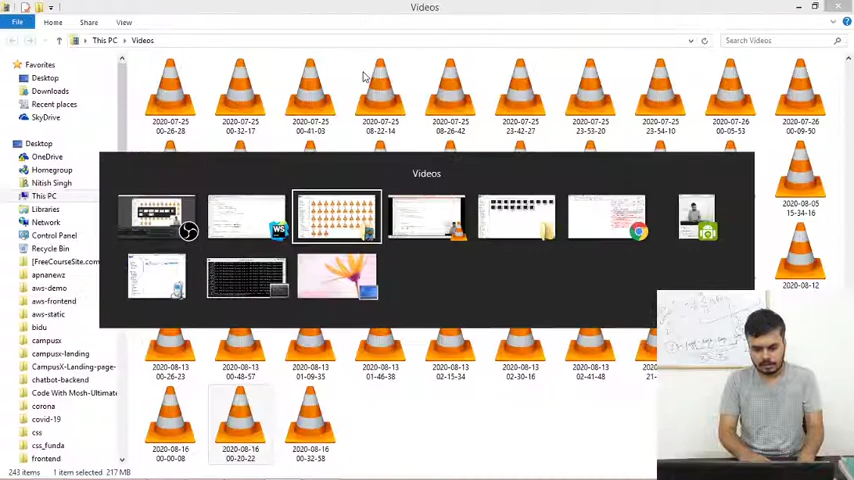 Videos
File Home Share View
This PC Videos
Search Videos
Favorites
Desktop
Downloads
Recent places
SkyDrive
Desktop
OneDrive
Homegroup
Nitish Singh
This PC
Libraries
Network
Control Panel
Recycle Bin
[FreeCourseSite.com
apnanewz
aws-demo
aws-frontend
aws-static
bidu
campusx
campusx-landing
CampusX-Landing-page-
chatbot-backend
Code With Mosh-Ultimate
corona
covid-19
css
css_funda
frontend
2020-07-25 00-26-28
2020-07-25 00-32-17
2020-07-25 00-41-03
2020-07-25 08-22-14
2020-07-25 08-26-42
2020-07-25 23-42-27
2020-07-25 23-53-20
2020-07-25 23-54-10
2020-07-26 00-05-53
2020-07-26 00-09-50
2020-08-05 15-34-16
2020-08-12
Videos
WS
2020-08-13 00-26-23
2020-08-13 00-48-57
2020-08-13 01-09-35
2020-08-13 01-46-38
2020-08-13 02-15-34
2020-08-13 02-30-16
2020-08-13 02-41-48
2020-08-16 00-00-08
2020-08-16 00-20-22
2020-08-16 00-32-58
243 items 1 item selected 217 MB